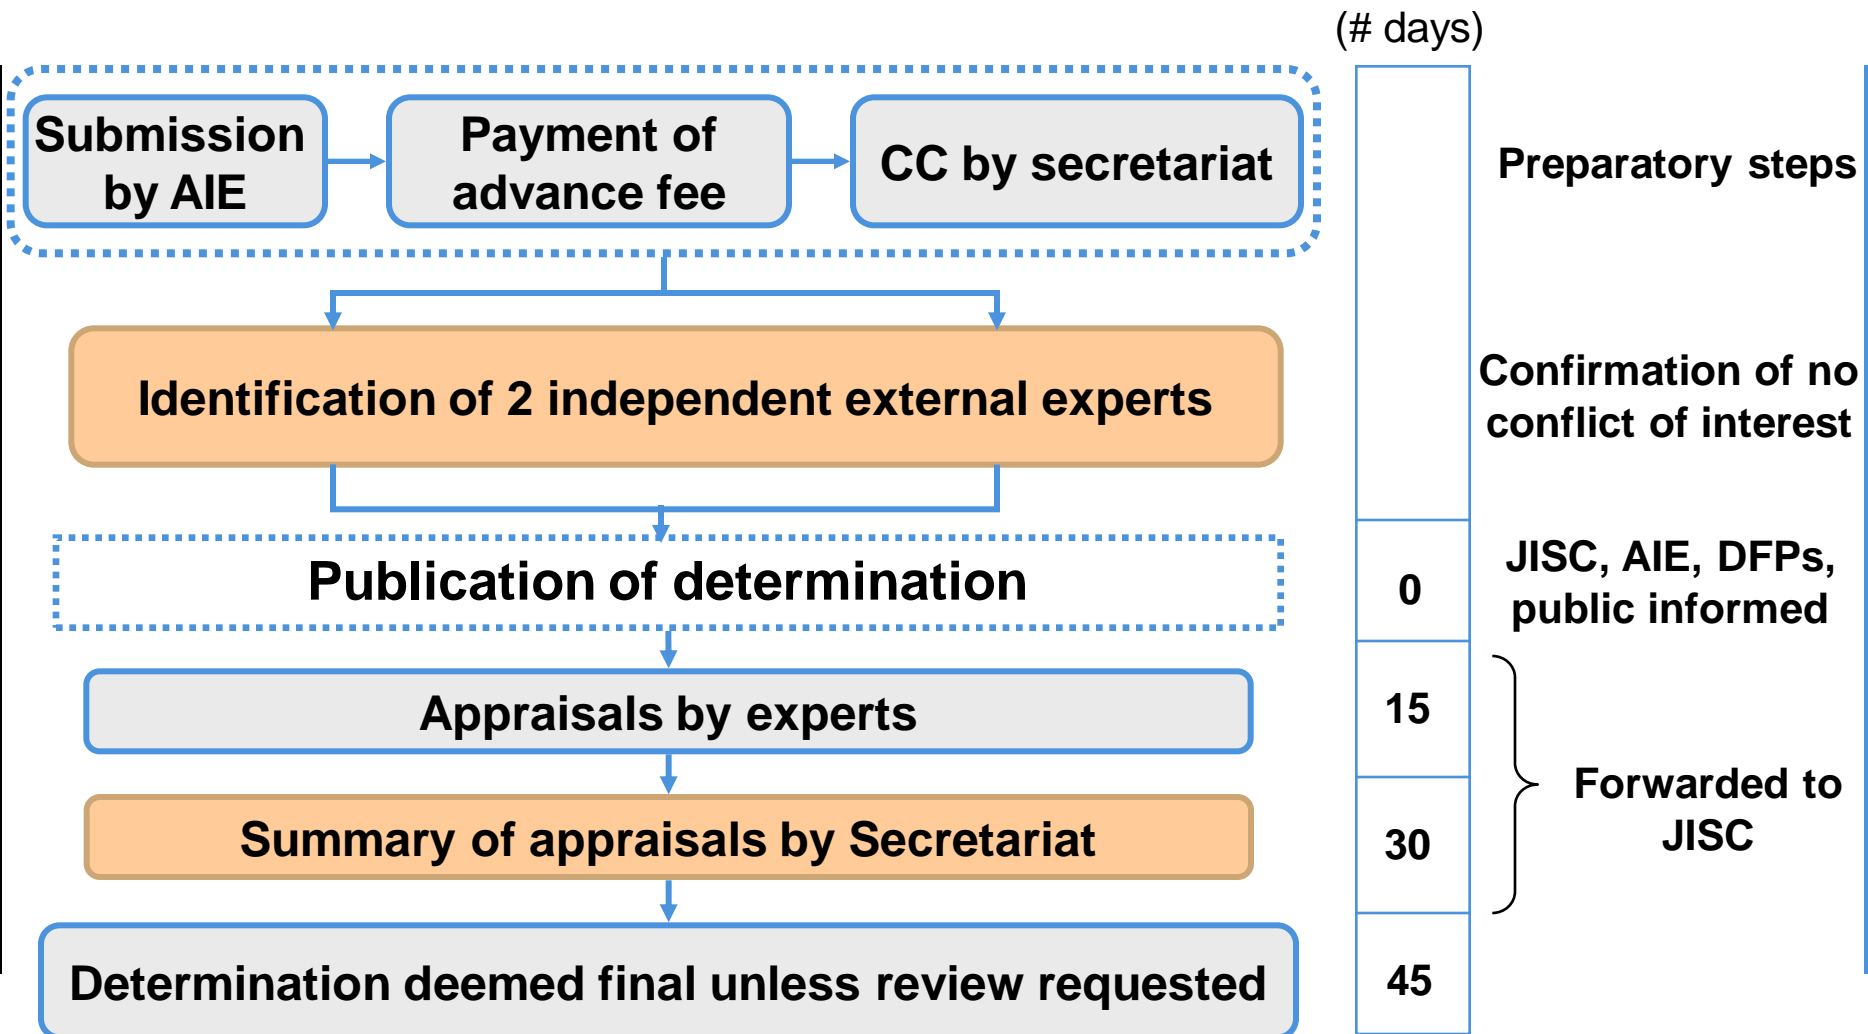 (# days)
Submission
by AIE
Payment of
advance fee
CC by secretariat
Preparatory steps
Identification of 2 independent external experts
Confirmation of no
conflict of interest
Publication of determination
0
JISC, AIE, DFPs,
public informed
Appraisals by experts
15
Summary of appraisals by Secretariat
30
Forwarded to
JISC
Determination deemed final unless review requested
45